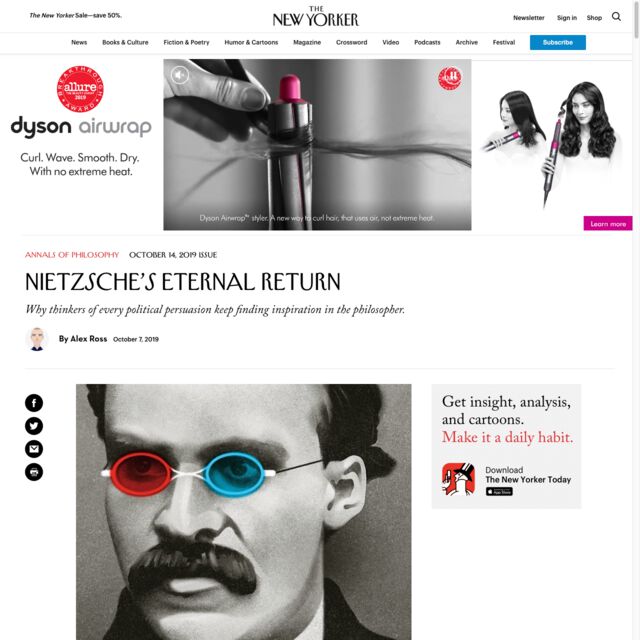 The New Yorker Sale—save 50%.
THE
NEW YORKER
Newsletter Sign in Shop
News Books & Culture Fiction & Poetry Humor & Cartoons Magazine Crossword Video Podcasts Archive Festival Subscribe
BREAKTHROUGH
allure
2019
AWARD
dyson airwrap
Curl. Wave. Smooth. Dry.
With no extreme heat.
Dyson Airwrap™ styler. A new way to curl hair, that uses air, not extreme heat.
Learn more
ANNALS OF PHILOSOPHY OCTOBER 14, 2019 ISSUE
NIETZSCHE'S ETERNAL RETURN
Why thinkers of every political persuasion keep finding inspiration in the philosopher.
By Alex Ross October 7, 2019
Get insight, analysis,
and cartoons.
Make it a daily habit.
Download
The New Yorker Today
App Store